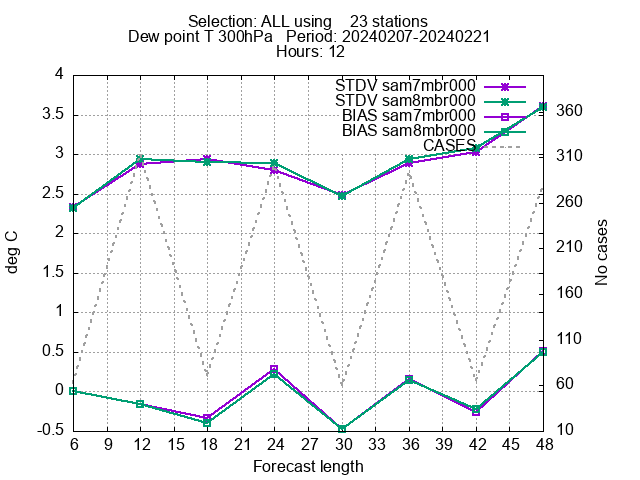 Selection: ALL using    23 stations
Dew point T 300hPa   Period: 20240207-20240221
Hours: 12
STDV sam7mbr000
STDV sam8mbr000
BIAS sam7mbr000
BIAS sam8mbr000
CASES
deg C
4
3.5
3
2.5
2
1.5
1
0.5
0
-0.5
No cases
360
310
260
210
160
110
60
10
6 9 12 15 18 21 24 27 30 33 36 39 42 45 48
Forecast length